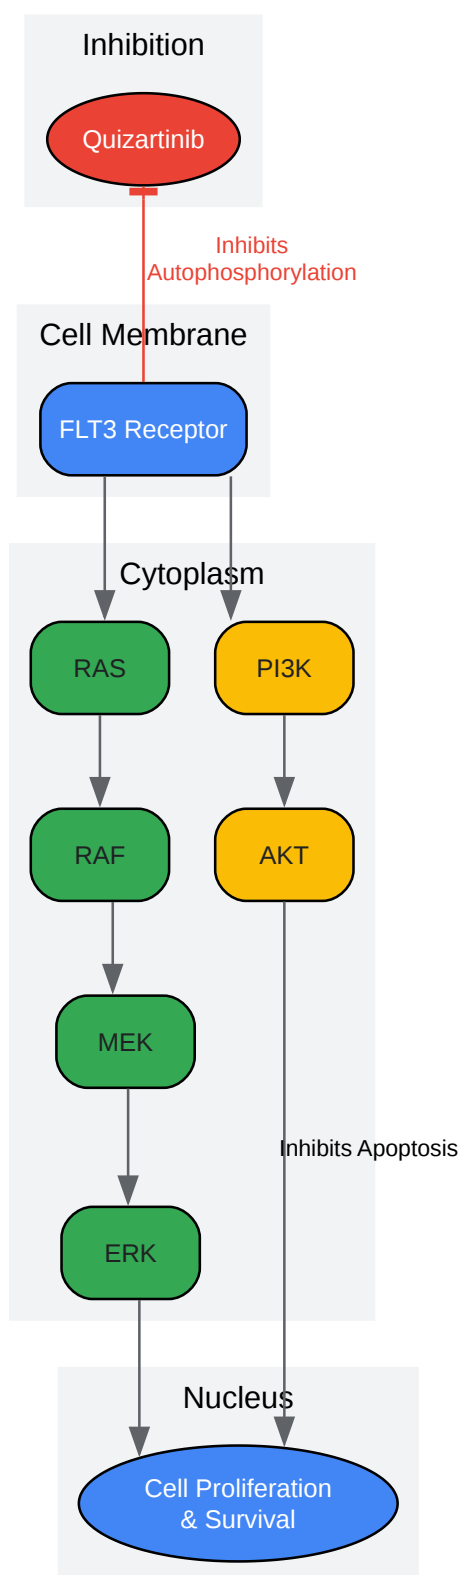 Inhibition
Quizartinib
Inhibits
Autophosphorylation
Cell Membrane
FLT3 Receptor
Cytoplasm
RAS
PI3K
RAF
AKT
MEK
Inhibits Apoptosis
ERK
Nucleus
Cell Proliferation
& Survival